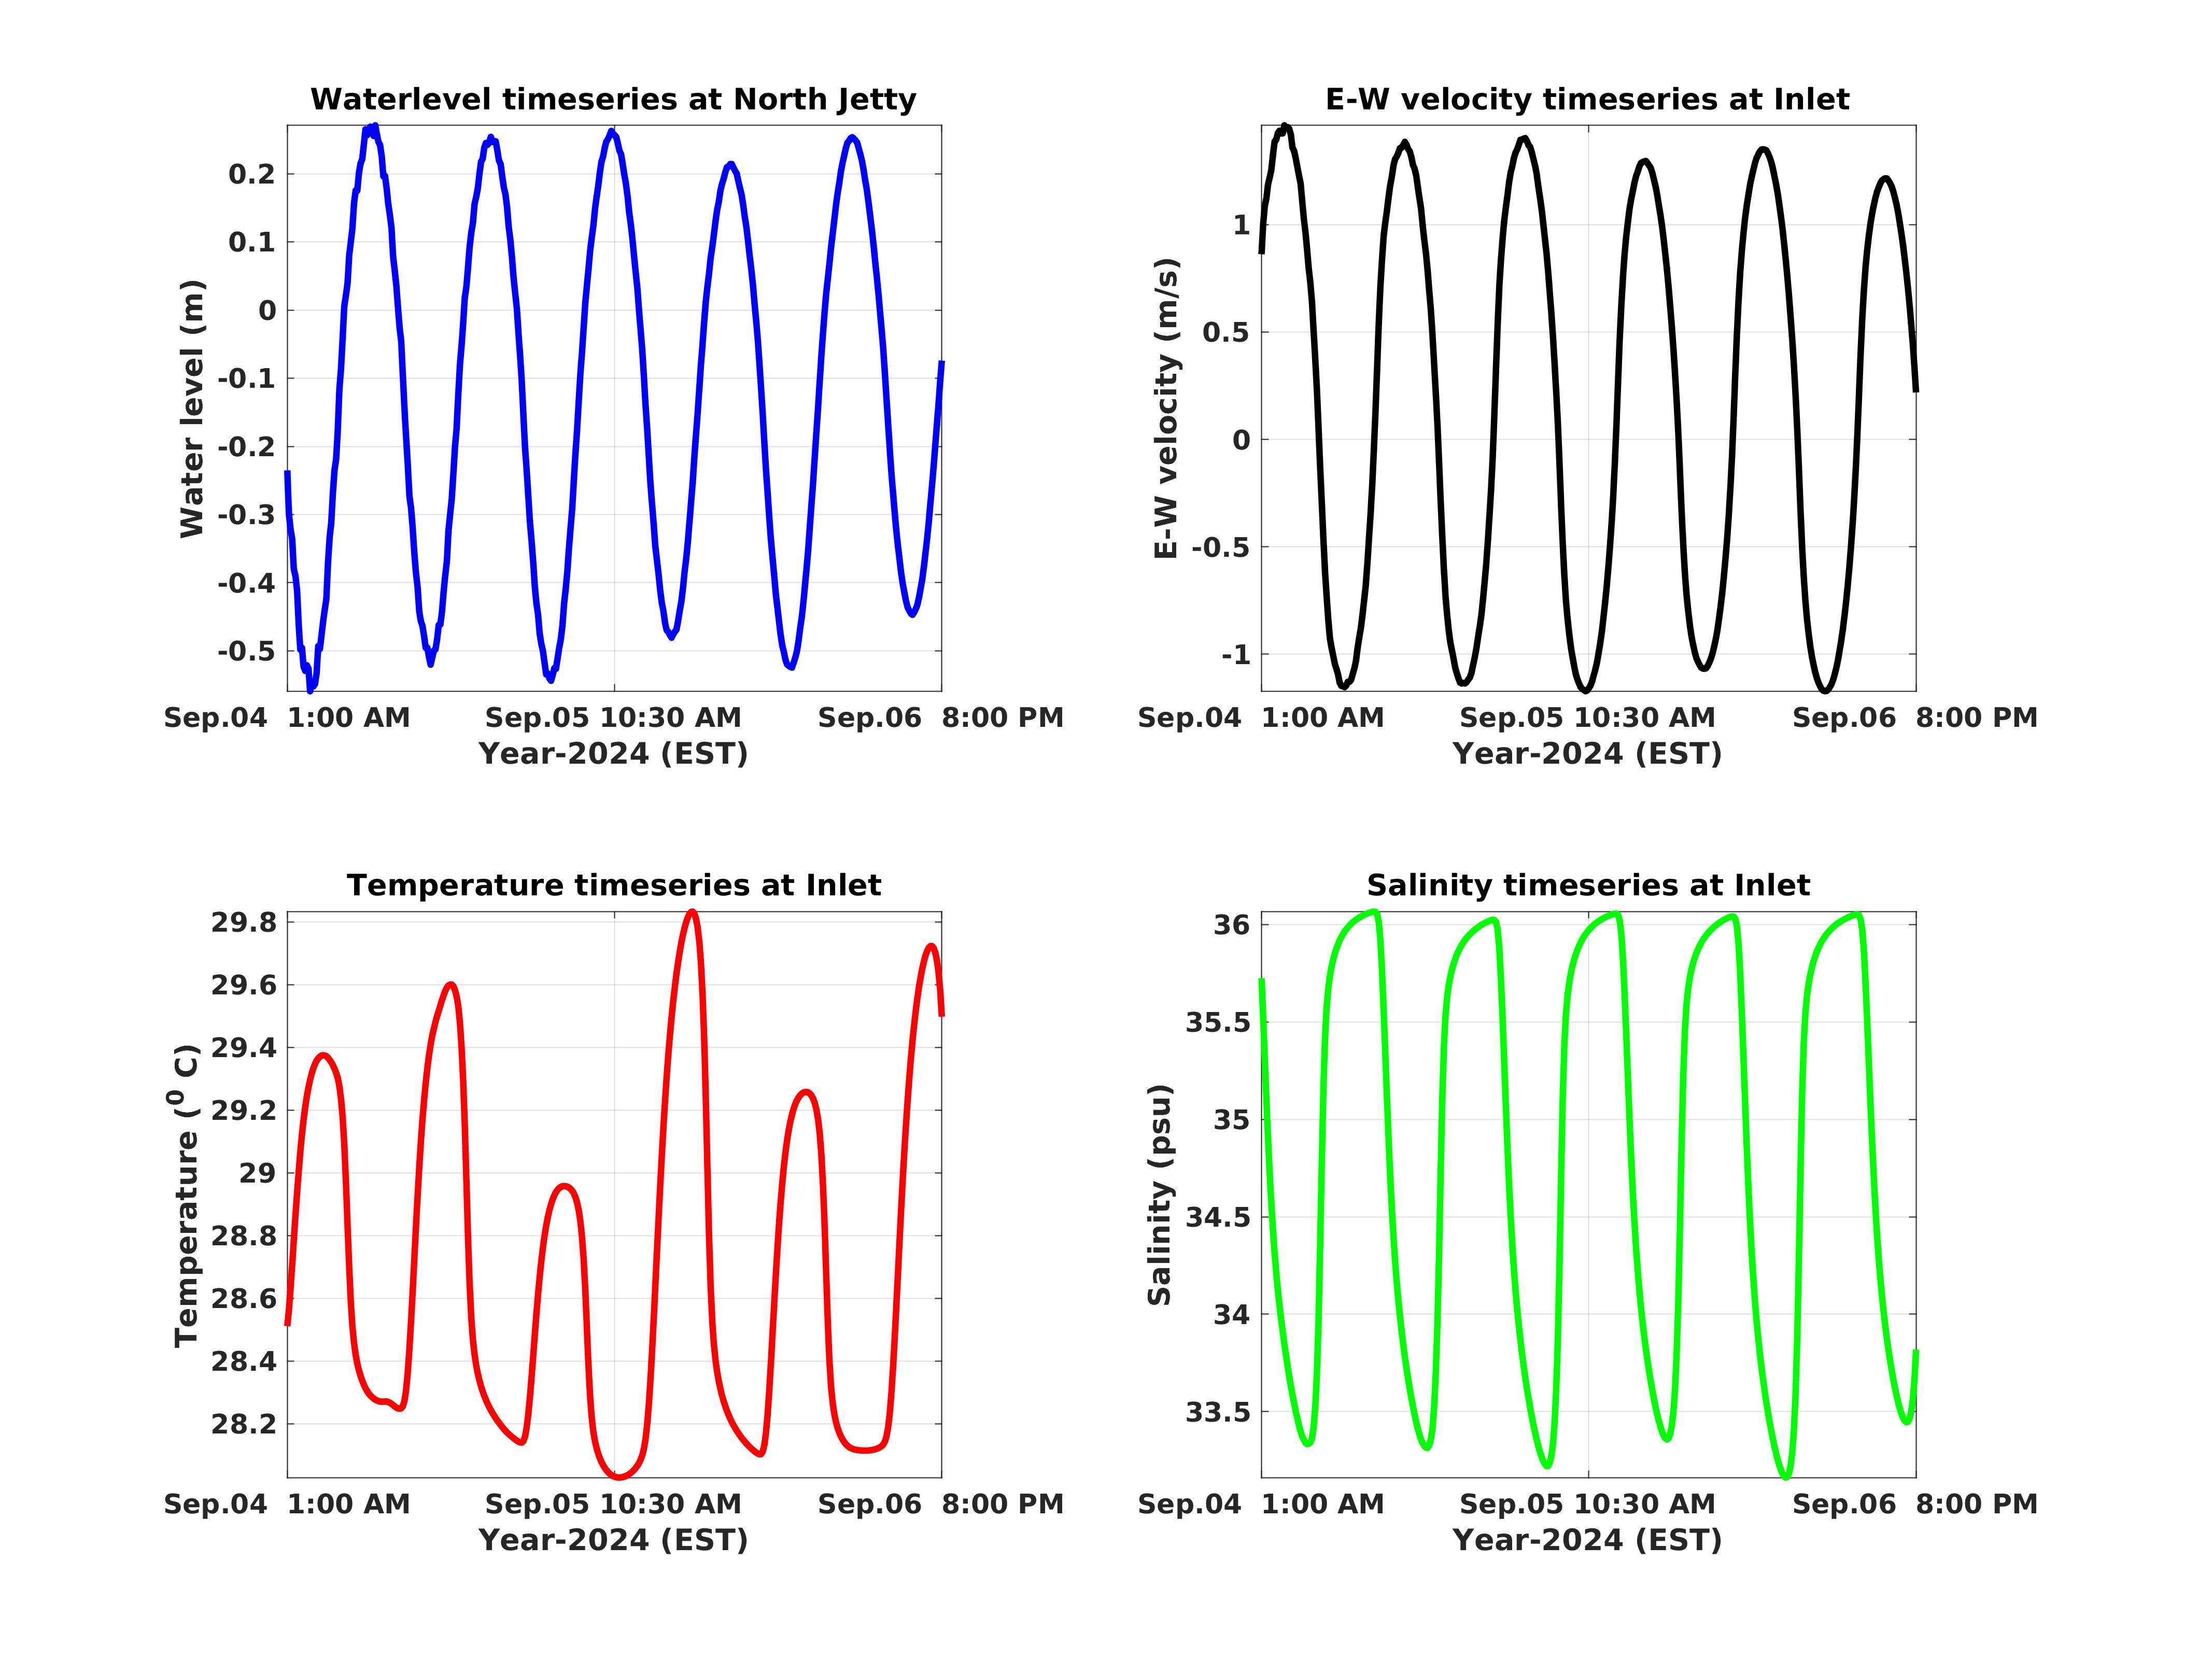 Waterlevel timeseries at North Jetty
Water level (m)
0.2
0.1
0
-0.1
-0.2
-0.3
-0.4
-0.5
Sep.04 1:00 AM Sep.05 10:30 AM Sep.06 8:00 PM
Year-2024 (EST)
E-W velocity timeseries at Inlet
E-W velocity (m/s)
1
0.5
0
-0.5
-1
Sep.04 1:00 AM Sep.05 10:30 AM Sep.06 8:00 PM
Year-2024 (EST)
Temperature timeseries at Inlet
Temperature (⁰ C)
29.8
29.6
29.4
29.2
29
28.8
28.6
28.4
28.2
Sep.04 1:00 AM Sep.05 10:30 AM Sep.06 8:00 PM
Year-2024 (EST)
Salinity timeseries at Inlet
Salinity (psu)
36
35.5
35
34.5
34
33.5
Sep.04 1:00 AM Sep.05 10:30 AM Sep.06 8:00 PM
Year-2024 (EST)